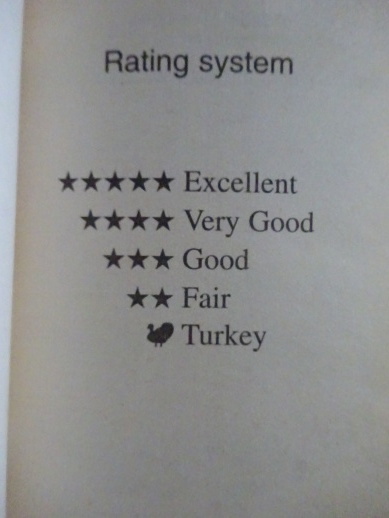 Rating system
★★★★★ Excellent
★★★★ Very Good
★★★ Good
★★ Fair
Turkey